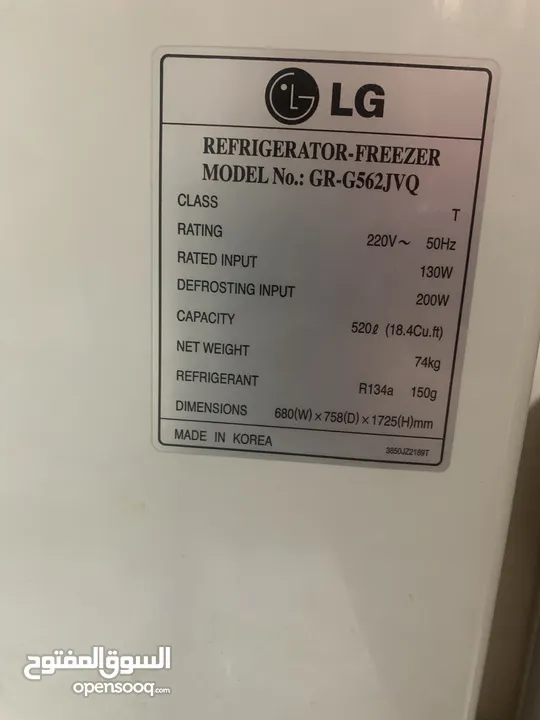 LG
REFRIGERATOR-FREEZER
MODEL No.: GR-G562JVQ
CLASS T
RATING 220V~ 50Hz
RATED INPUT 130W
DEFROSTING INPUT 200W
CAPACITY 520ℓ (18.4Cu.ft)
NET WEIGHT 74kg
REFRIGERANT R134a 150g
DIMENSIONS 680(W)×758(D)×1725(H)mm
MADE IN KOREA 3850JZ2189T
السوق المفتوح
opensooq.com